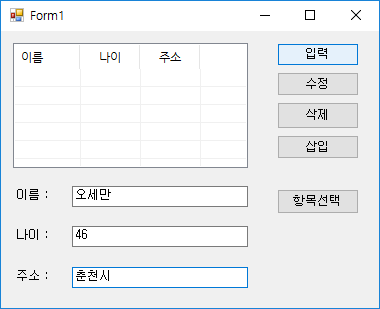 Form1
이름 나이 주소
입력
수정
삭제
삽입
이름 : 오세만
항목선택
나이 : 46
주소 : 춘천시